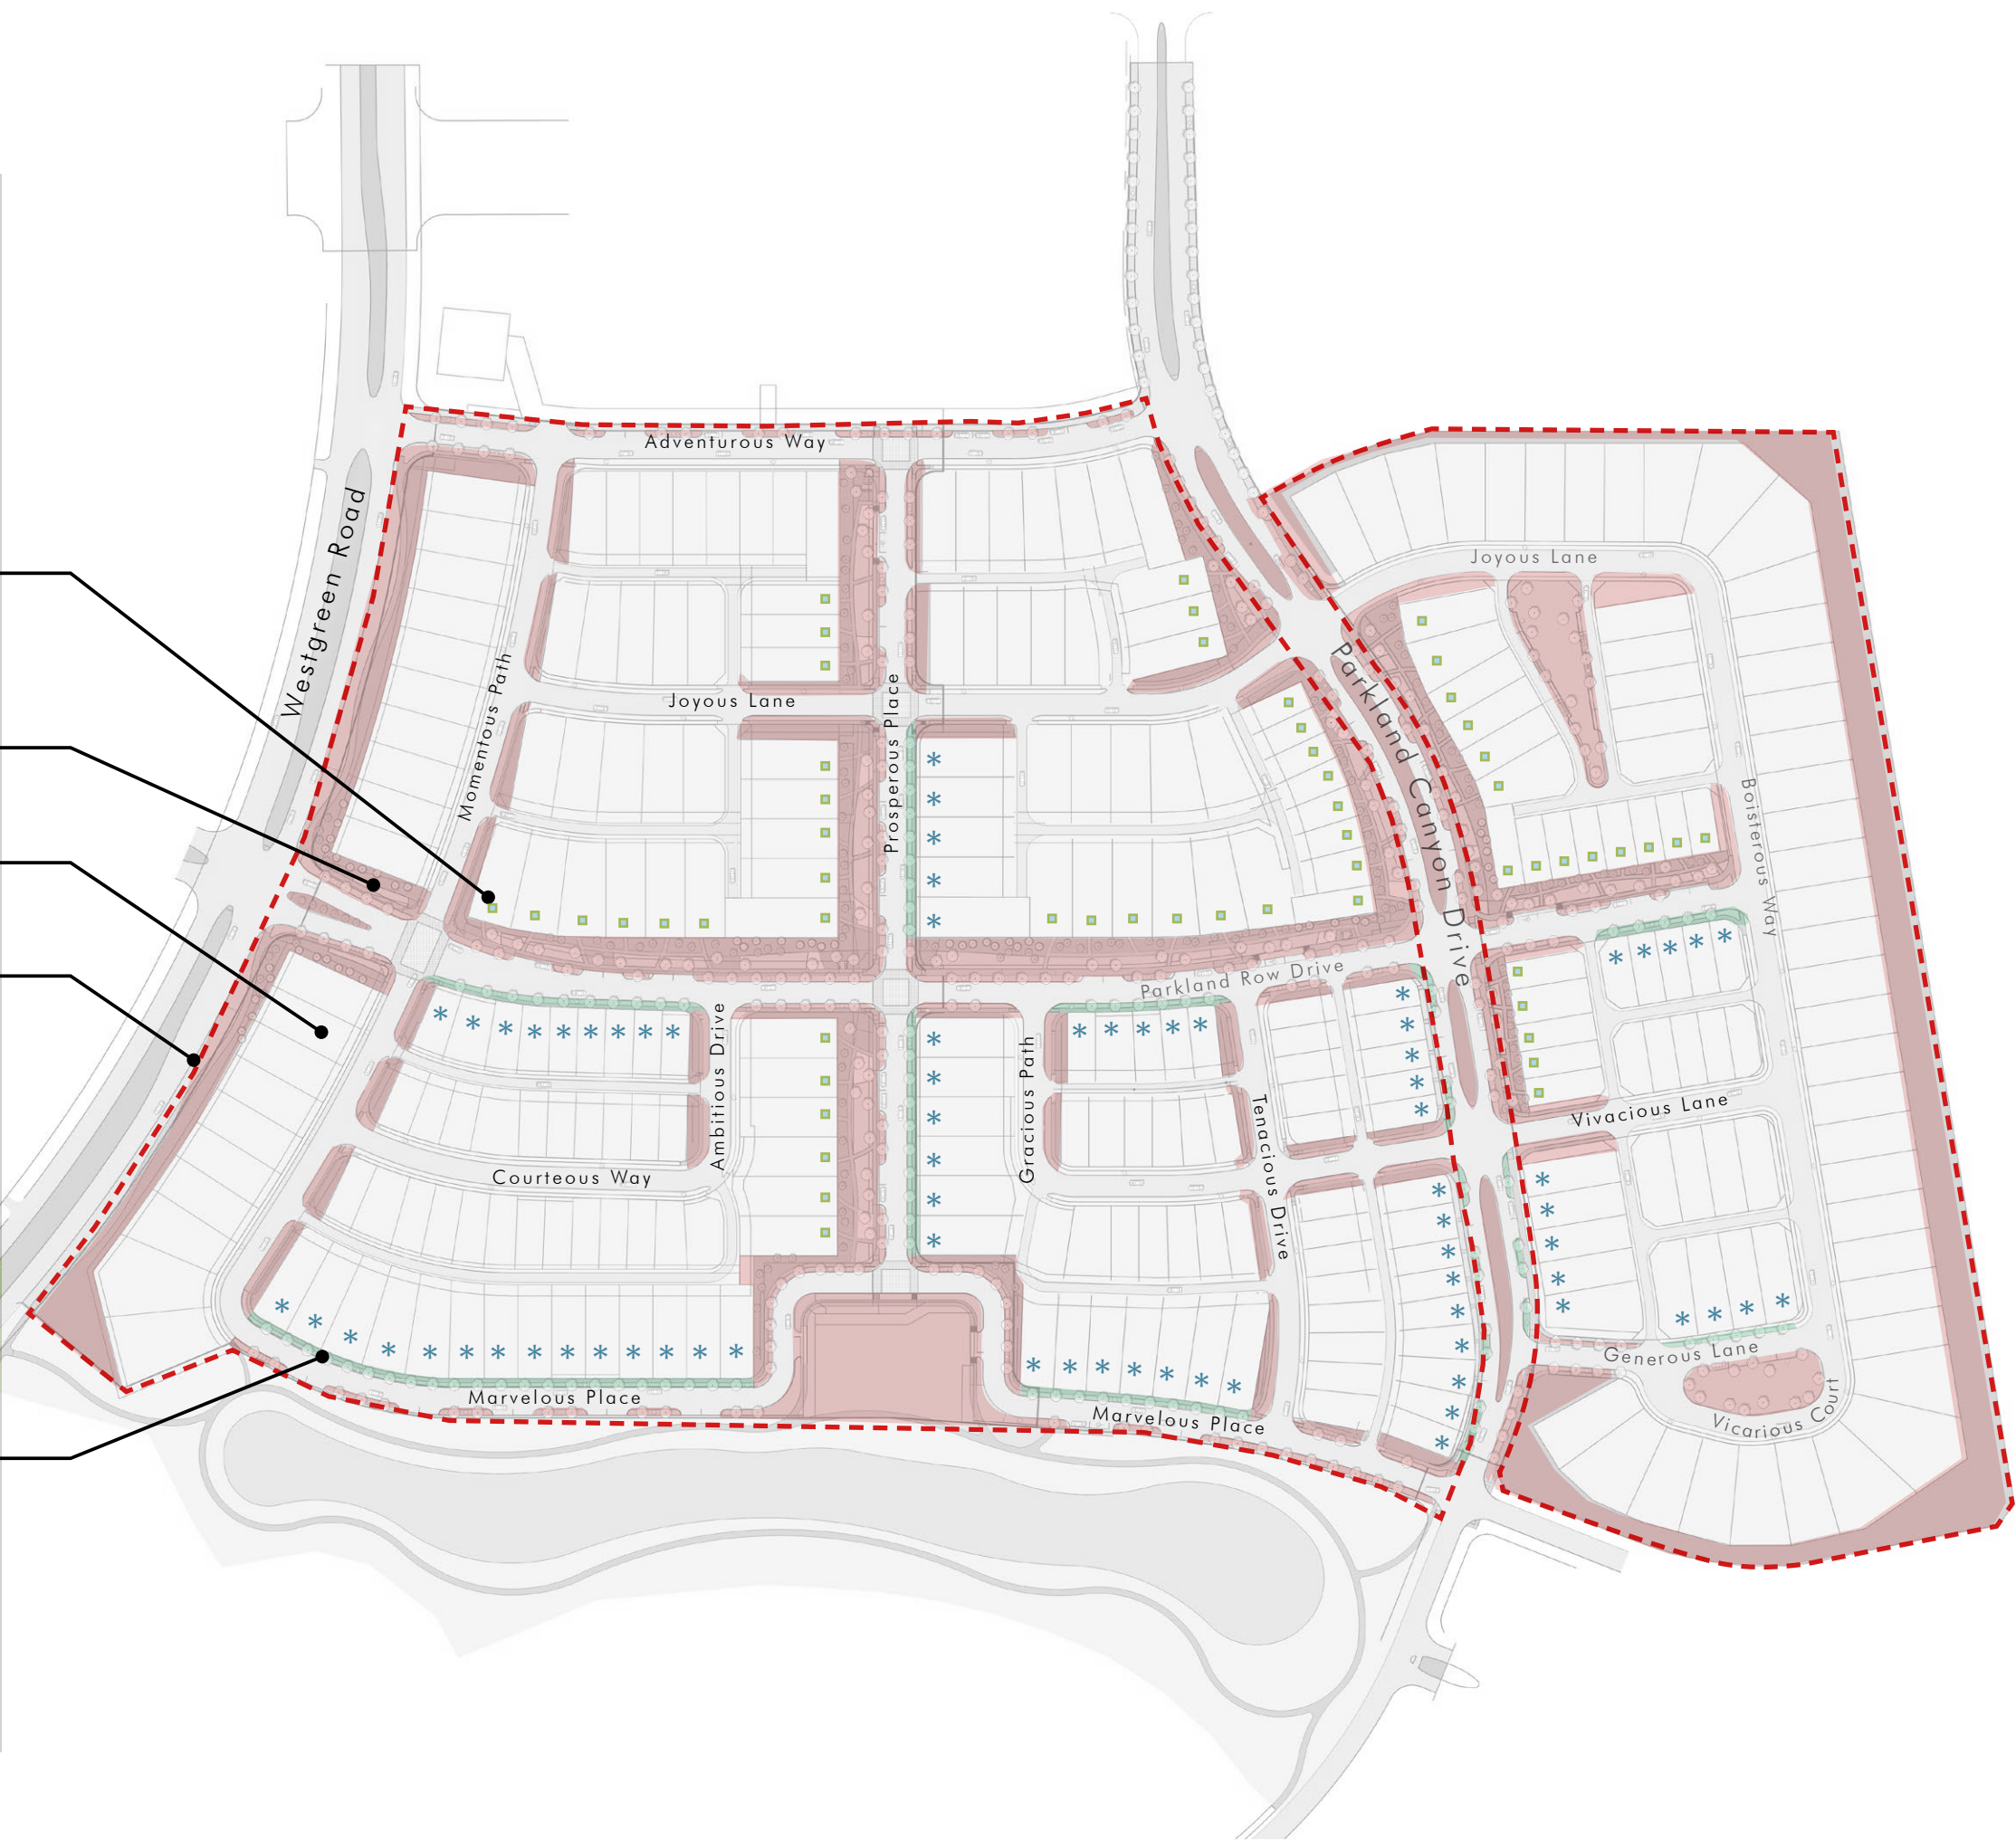 Adventurous Way
Westgreen Road
Joyous Lane
Momentous Path
Joyous Lane
Prosperous Place
Parkland Canyon Drive
Boisterous Way
Parkland Row Drive
Ambitious Drive
Gracious Path
Tenacious Drive
Vivacious Lane
Courteous Way
Generous Lane
Marvelous Place
Marvelous Place
Vicarious Court